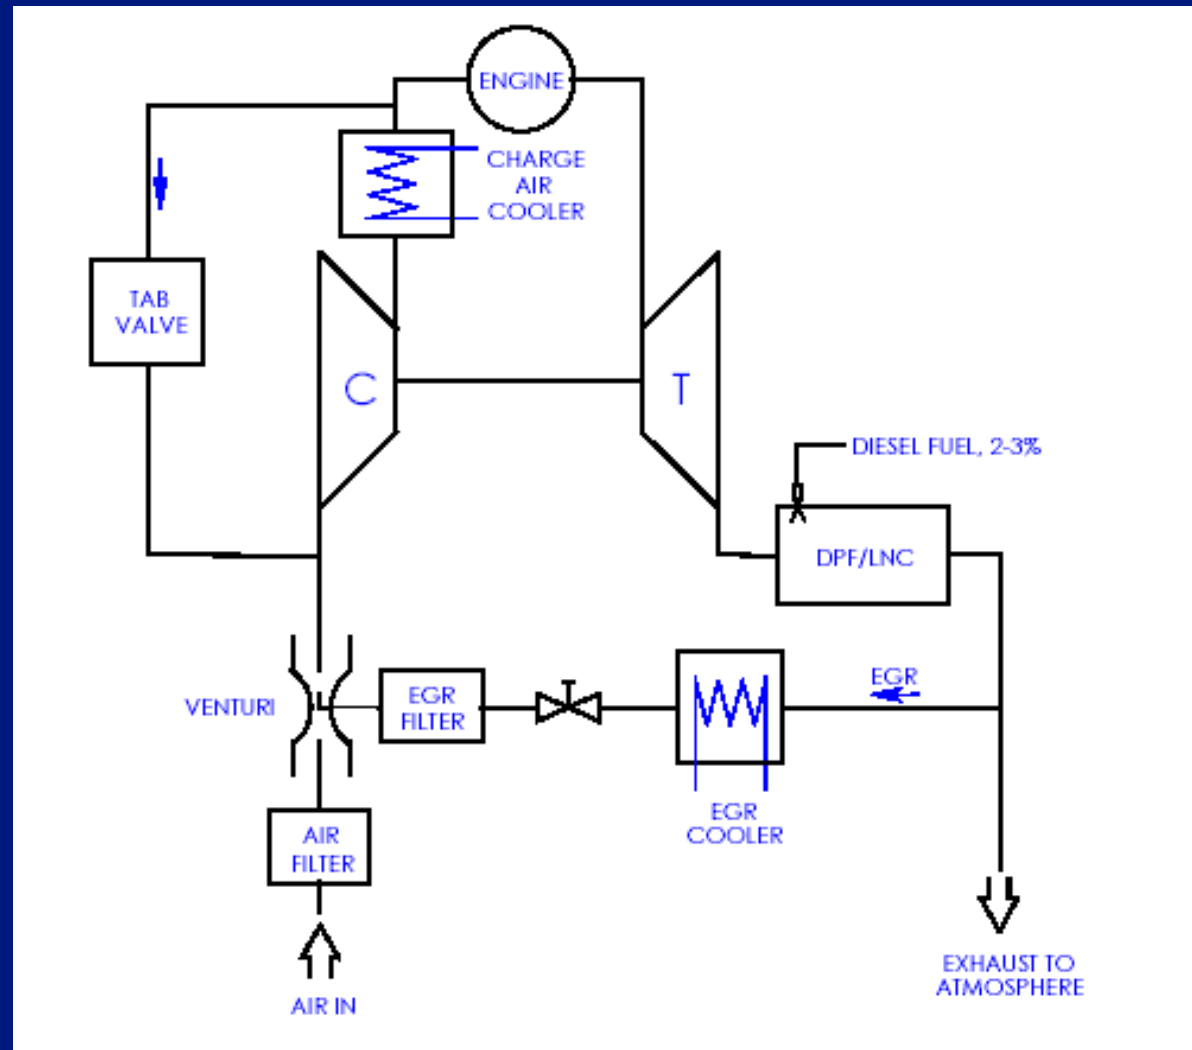 ENGINE
CHARGE
AIR
COOLER
TAB
VALVE
C
T
DIESEL FUEL, 2-3%
DPF/LNC
EGR
VENTURI
EGR
FILTER
EGR
COOLER
AIR
FILTER
EXHAUST TO
ATMOSPHERE
AIR IN